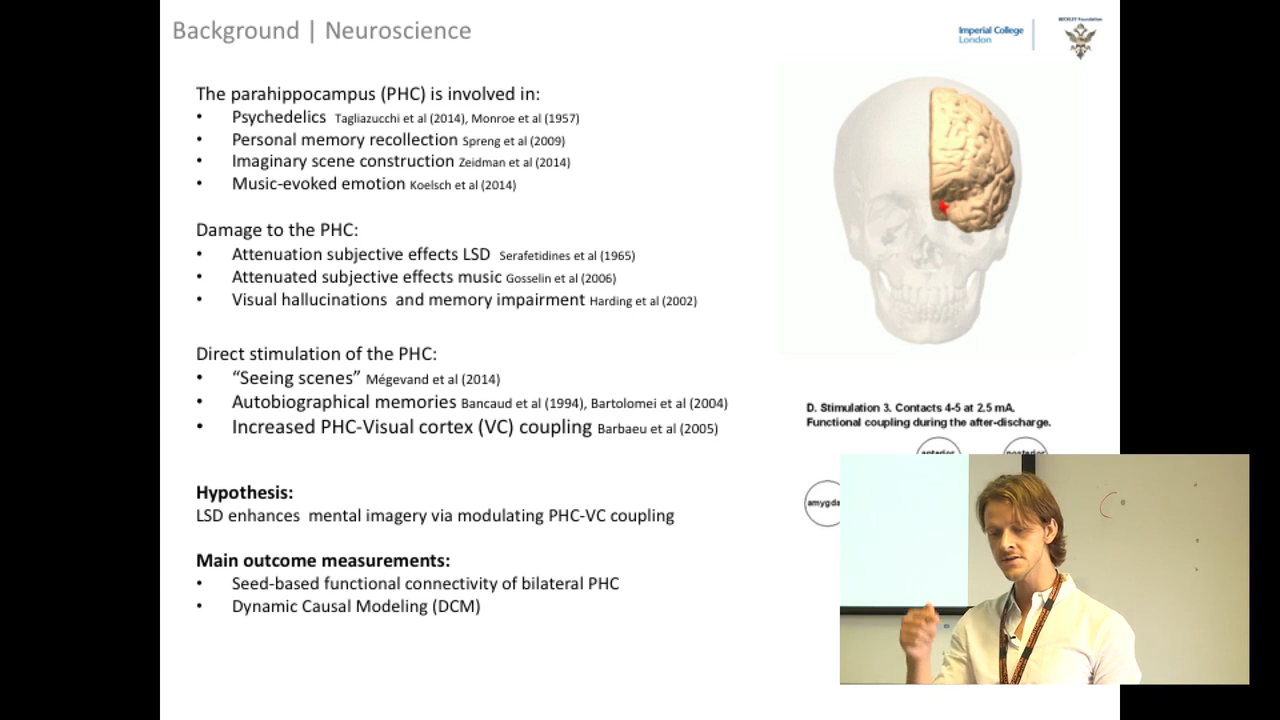 Background | Neuroscience
Imperial College
London
BECKLEY Foundation
The parahippocampus (PHC) is involved in:
• Psychedelics Tagliazucchi et al (2014), Monroe et al (1957)
• Personal memory recollection Spreng et al (2009)
• Imaginary scene construction Zeidman et al (2014)
• Music-evoked emotion Koelsch et al (2014)
Damage to the PHC:
• Attenuation subjective effects LSD Serafetidines et al (1965)
• Attenuated subjective effects music Gosselin et al (2006)
• Visual hallucinations and memory impairment Harding et al (2002)
Direct stimulation of the PHC:
• “Seeing scenes” Mégevand et al (2014)
• Autobiographical memories Bancaud et al (1994), Bartolomei et al (2004)
• Increased PHC-Visual cortex (VC) coupling Barbaeu et al (2005)
D. Stimulation 3. Contacts 4-5 at 2.5 mA.
Functional coupling during the after-discharge.
anterior posterior
amygda
Hypothesis:
LSD enhances mental imagery via modulating PHC-VC coupling
Main outcome measurements:
• Seed-based functional connectivity of bilateral PHC
• Dynamic Causal Modeling (DCM)